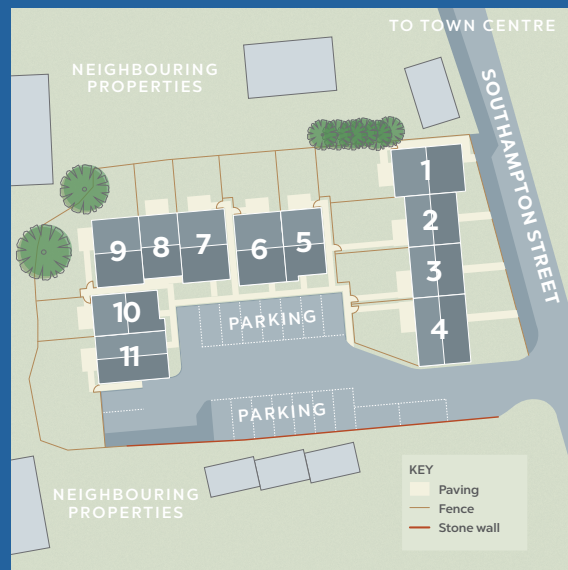 TO TOWN CENTRE
NEIGHBOURING
PROPERTIES
SOUTHAMPTON STREET
1
2
3
4
5
6
7
8
9
10
11
PARKING
PARKING
NEIGHBOURING
PROPERTIES
KEY
Paving
Fence
Stone wall